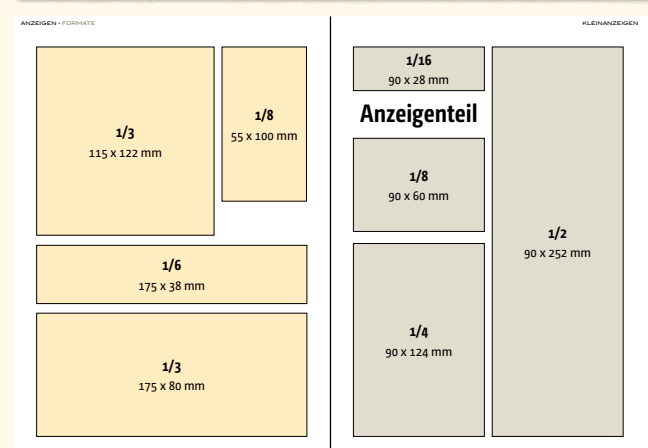 ANZEIGEN • FORMATE
1/3
115 x 122 mm
1/8
55 x 100 mm
1/6
175 x 38 mm
1/3
175 x 80 mm
KLEINANZEIGEN
1/16
90 x 28 mm
Anzeigenteil
1/8
90 x 60 mm
1/4
90 x 124 mm
1/2
90 x 252 mm